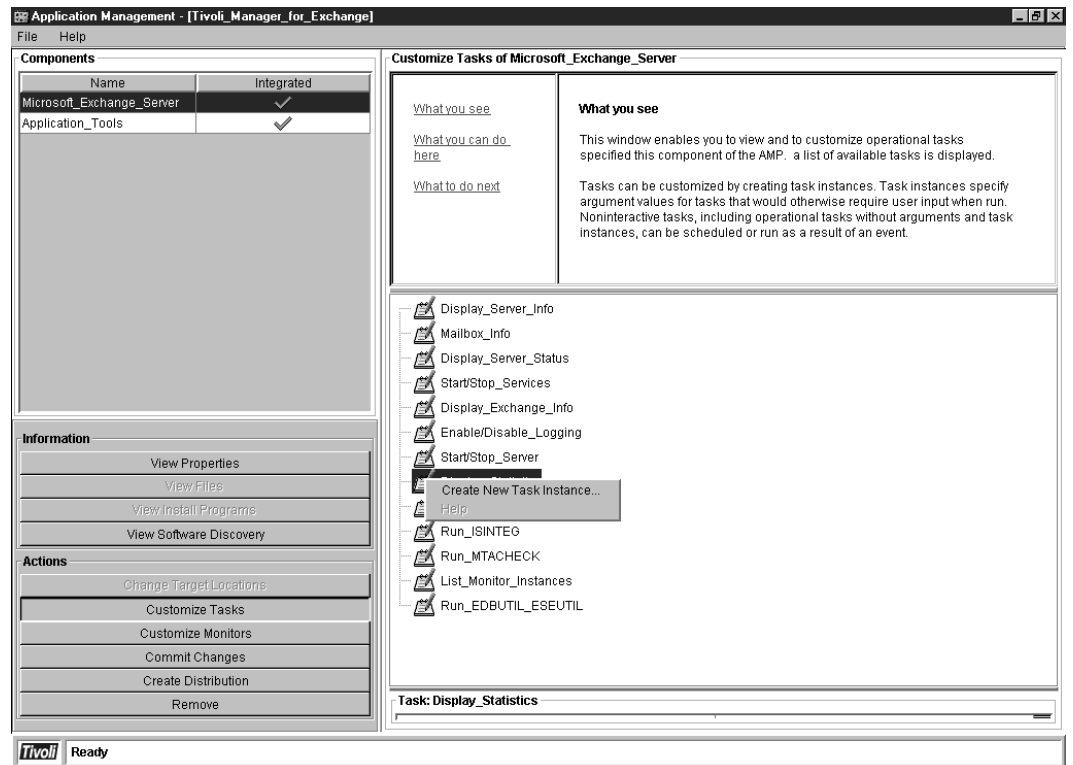 Application Management - [Tivoli_Manager_for_Exchange]
File Help
Components
Name Integrated
Microsoft_Exchange_Server
Application_Tools
Information
View Properties
View Files
View Install Programs
View Software Discovery
Actions
Change Target Locations
Customize Tasks
Customize Monitors
Commit Changes
Create Distribution
Remove
Customize Tasks of Microsoft_Exchange_Server
What you see
What you can do
here
What to do next
What you see
This window enables you to view and to customize operational tasks
specified this component of the AMP. a list of available tasks is displayed.
Tasks can be customized by creating task instances. Task instances specify
argument values for tasks that would otherwise require user input when run.
Noninteractive tasks, including operational tasks without arguments and task
instances, can be scheduled or run as a result of an event.
Display_Server_Info
Mailbox_Info
Display_Server_Status
Start/Stop_Services
Display_Exchange_Info
Enable/Disable_Logging
Start/Stop_Server
Create New Task Instance...
Help
Run_ISINTEG
Run_MTACHECK
List_Monitor_Instances
Run_EDBUTIL_ESEUTIL
Task: Display_Statistics
Tivoli Ready